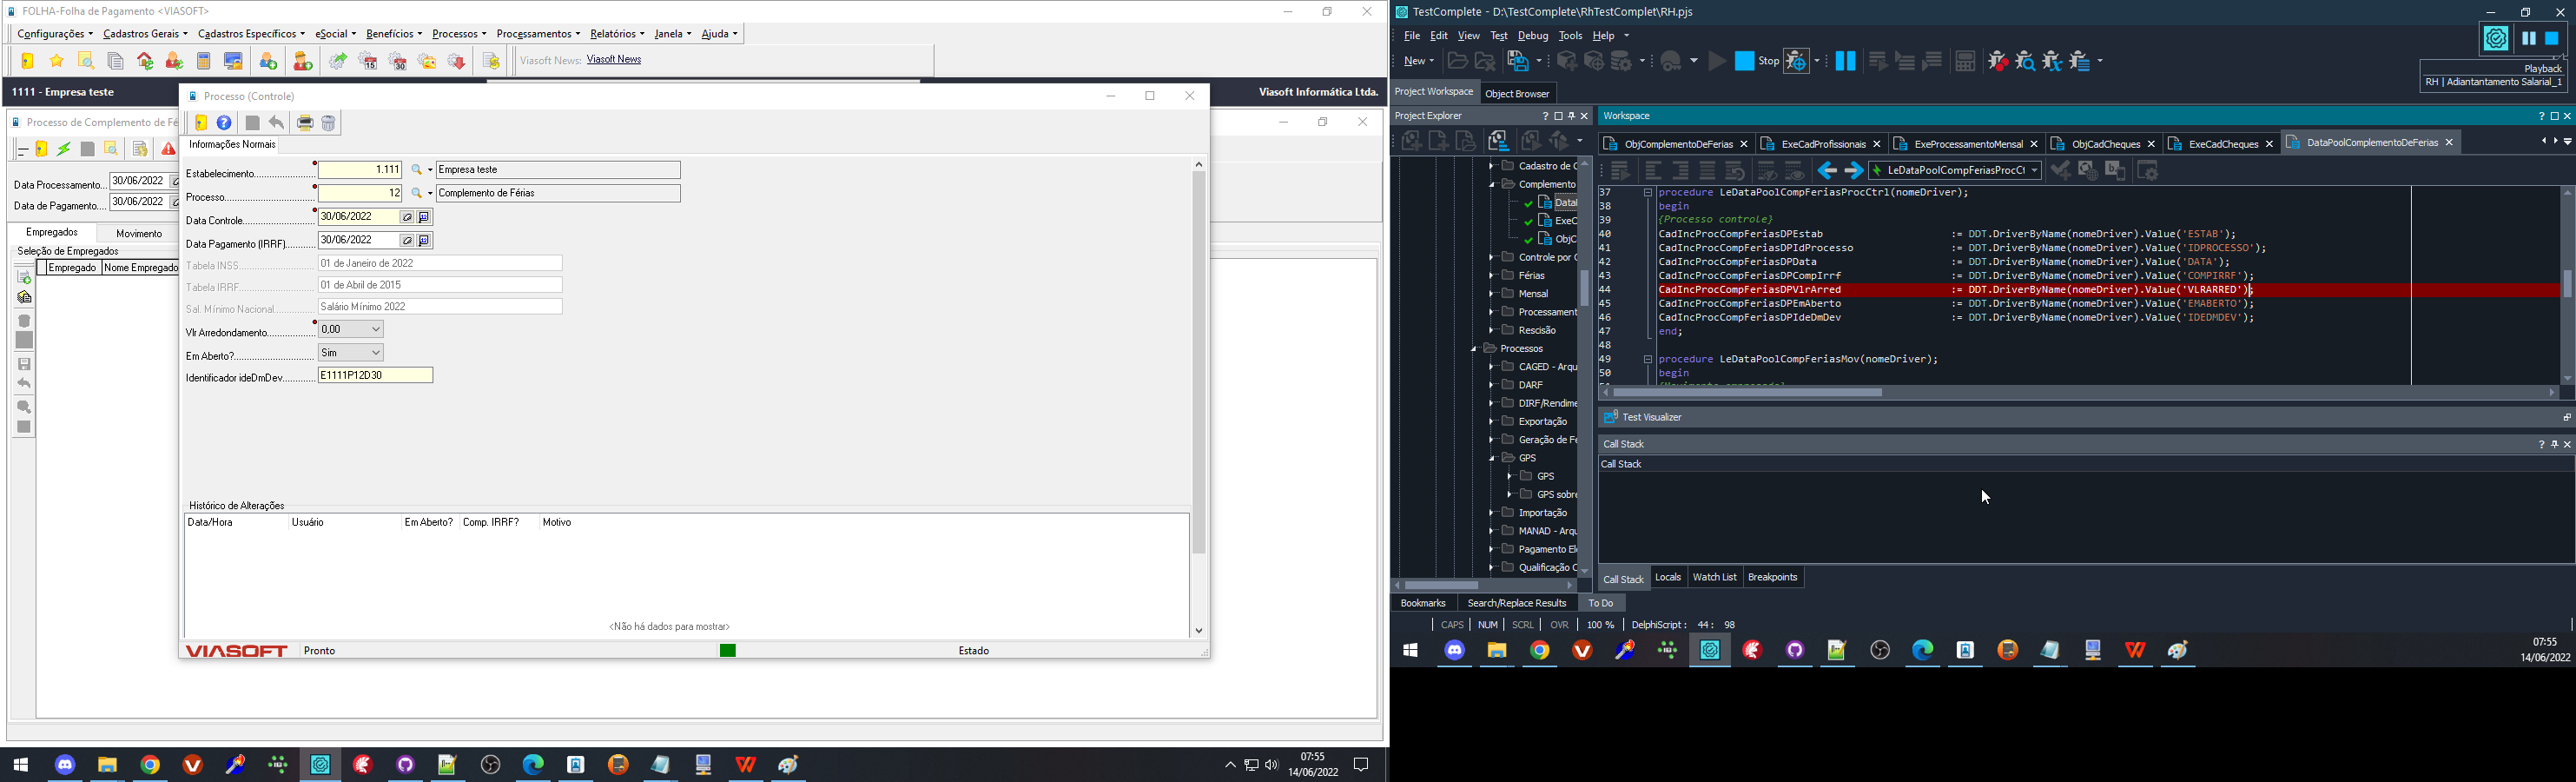 FOLHA-Folha de Pagamento <VIASOFT>
Configurações Cadastros Gerais Cadastros Específicos eSocial Benefícios Processos Processamentos Relatórios Janela Ajuda
Viasoft News: Viasoft News
1111 - Empresa teste
Viasoft Informática Ltda.
Processo de Complemento de Fé
Data Processamento... 30/06/2022
Data de Pagamento.... 30/06/2022
Empregados Movimento
Seleção de Empregados
Empregado Nome Empregado
Processo (Controle)
Informações Normais
Estabelecimento 1.111 Empresa teste
Processo 12 Complemento de Férias
Data Controle 30/06/2022
Data Pagamento (IRRF) 30/06/2022
Tabela INSS 01 de Janeiro de 2022
Tabela IRRF 01 de Abril de 2015
Sal. Mínimo Nacional Salário Mínimo 2022
Vlr Arredondamento 0,00
Em Aberto? Sim
Identificador ideDmDev E1111P12D30
Histórico de Alterações
Data/Hora Usuário Em Aberto? Comp. IRRF? Motivo
<Não há dados para mostrar>
VIASOFT Pronto Estado
07:55
14/06/2022
TestComplete - D:\TestComplete\RhTestComplet\RH.pjs
File Edit View Test Debug Tools Help
New Stop
Playback
RH | Adiantantamento Salarial_1
Project Workspace Object Browser
Project Explorer
Workspace
ObjComplementoDeFerias ExeCadProfissionais ExeProcessamentoMensal ObjCadCheques ExeCadCheques DataPoolComplementoDeFerias
LeDataPoolCompFeriasProcCt
Cadastro de C
Complemento
Datal
ExeC
ObjC
Controle por
Férias
Mensal
Processament
Rescisão
Processos
CAGED - Arqu
DARF
DIRF/Rendime
Exportação
Geração de Fe
GPS
GPS
GPS sobre
Importação
MANAD - Arqu
Pagamento Ele
Qualificação C
37 procedure LeDataPoolCompFeriasProcCtrl(nomeDriver);
38 begin
39 {Processo controle}
40 CadIncProcCompFeriasDPEstab := DDT.DriverByName(nomeDriver).Value('ESTAB');
41 CadIncProcCompFeriasDPIdProcesso := DDT.DriverByName(nomeDriver).Value('IDPROCESSO');
42 CadIncProcCompFeriasDPData := DDT.DriverByName(nomeDriver).Value('DATA');
43 CadIncProcCompFeriasDPCompIrrf := DDT.DriverByName(nomeDriver).Value('COMPIRRF');
44 CadIncProcCompFeriasDPVlrArred := DDT.DriverByName(nomeDriver).Value('VLRARRED');
45 CadIncProcCompFeriasDPEmAberto := DDT.DriverByName(nomeDriver).Value('EMABERTO');
46 CadIncProcCompFeriasDPIdeDmDev := DDT.DriverByName(nomeDriver).Value('IDEDMDEV');
47 end;
48
49 procedure LeDataPoolCompFeriasMov(nomeDriver);
50 begin
Test Visualizer
Call Stack
Call Stack
Call Stack Locals Watch List Breakpoints
Bookmarks Search/Replace Results To Do
CAPS NUM SCRL OVR 100 % DelphiScript : 44 : 98
07:55
14/06/2022